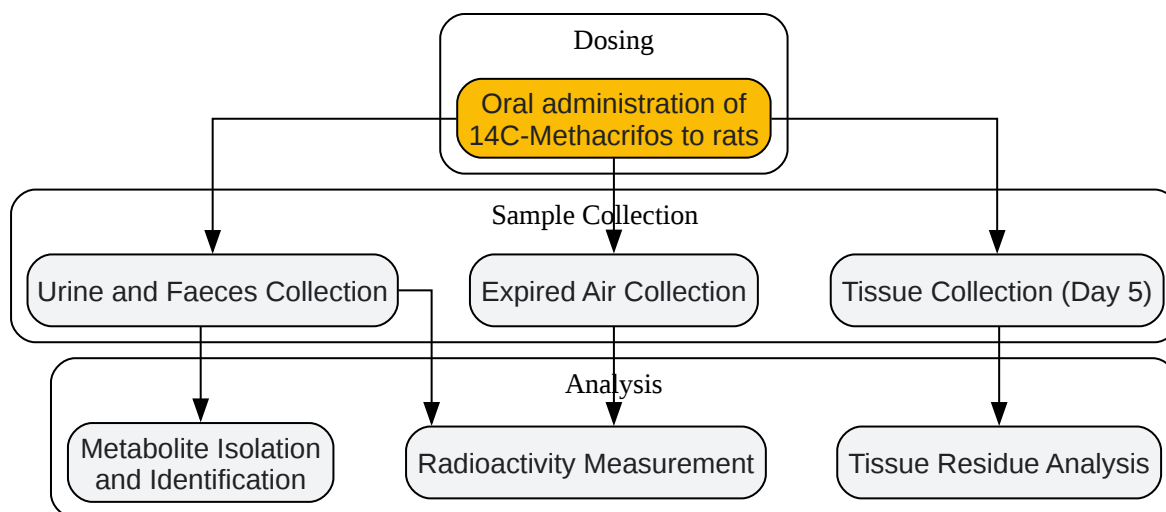 Dosing
Oral administration of
14C-Methacrifos to rats
Sample Collection
Urine and Faeces Collection
Expired Air Collection
Tissue Collection (Day 5)
Analysis
Metabolite Isolation
and Identification
Radioactivity Measurement
Tissue Residue Analysis